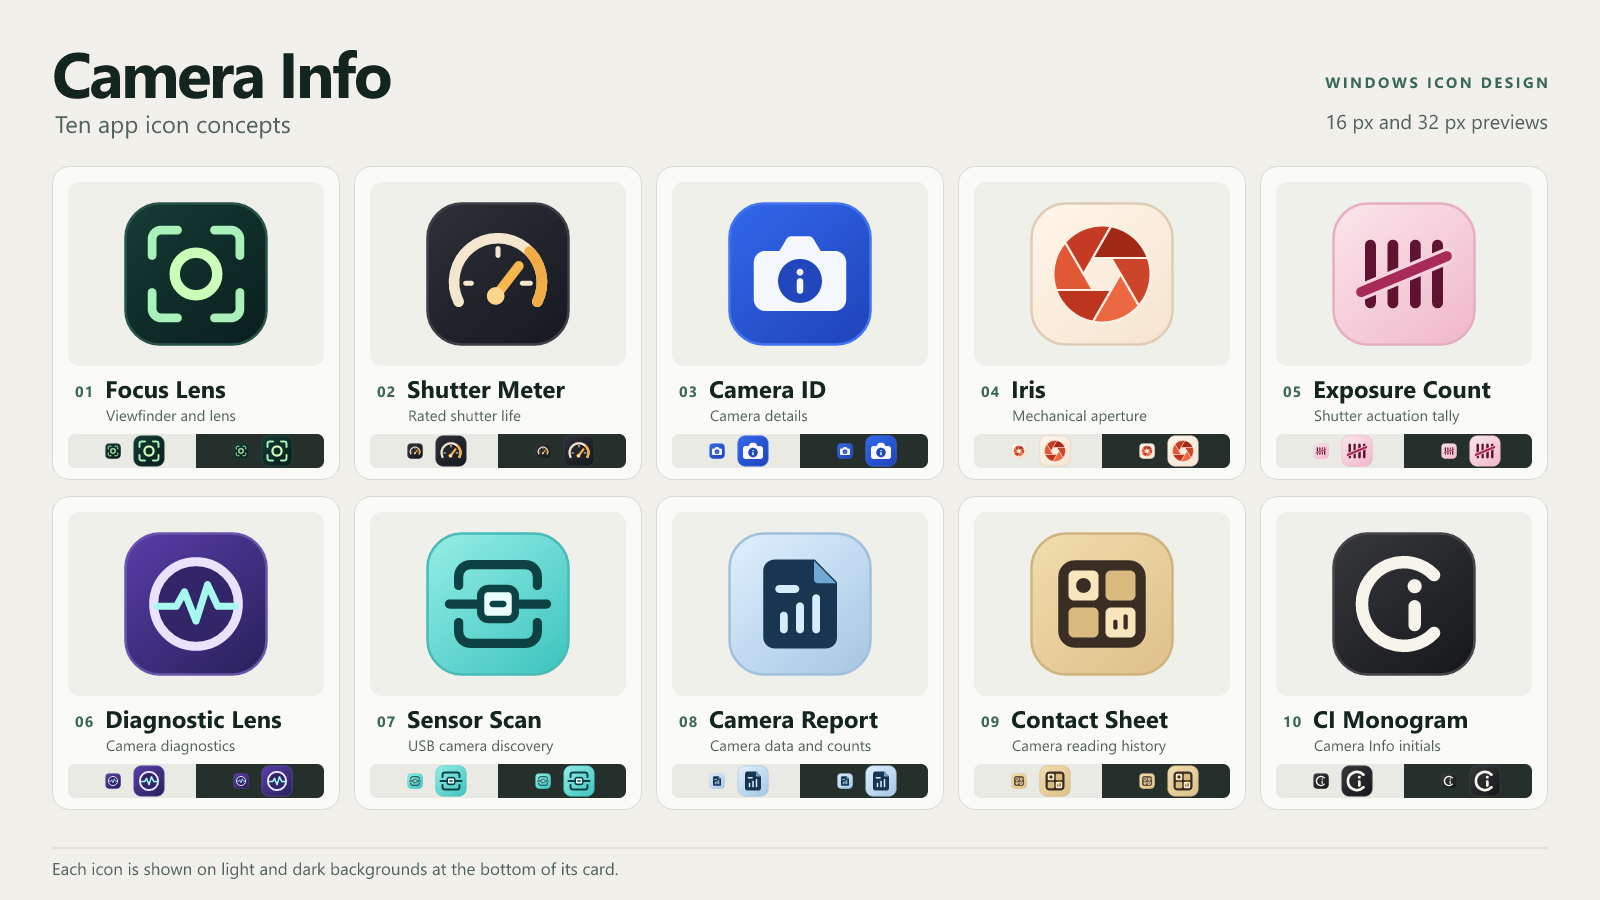 Camera Info
Ten app icon concepts
WINDOWS ICON DESIGN
16 px and 32 px previews
01 Focus Lens
Viewfinder and lens
02 Shutter Meter
Rated shutter life
03 Camera ID
Camera details
04 Iris
Mechanical aperture
05 Exposure Count
Shutter actuation tally
06 Diagnostic Lens
Camera diagnostics
07 Sensor Scan
USB camera discovery
08 Camera Report
Camera data and counts
09 Contact Sheet
Camera reading history
10 CI Monogram
Camera Info initials
Each icon is shown on light and dark backgrounds at the bottom of its card.